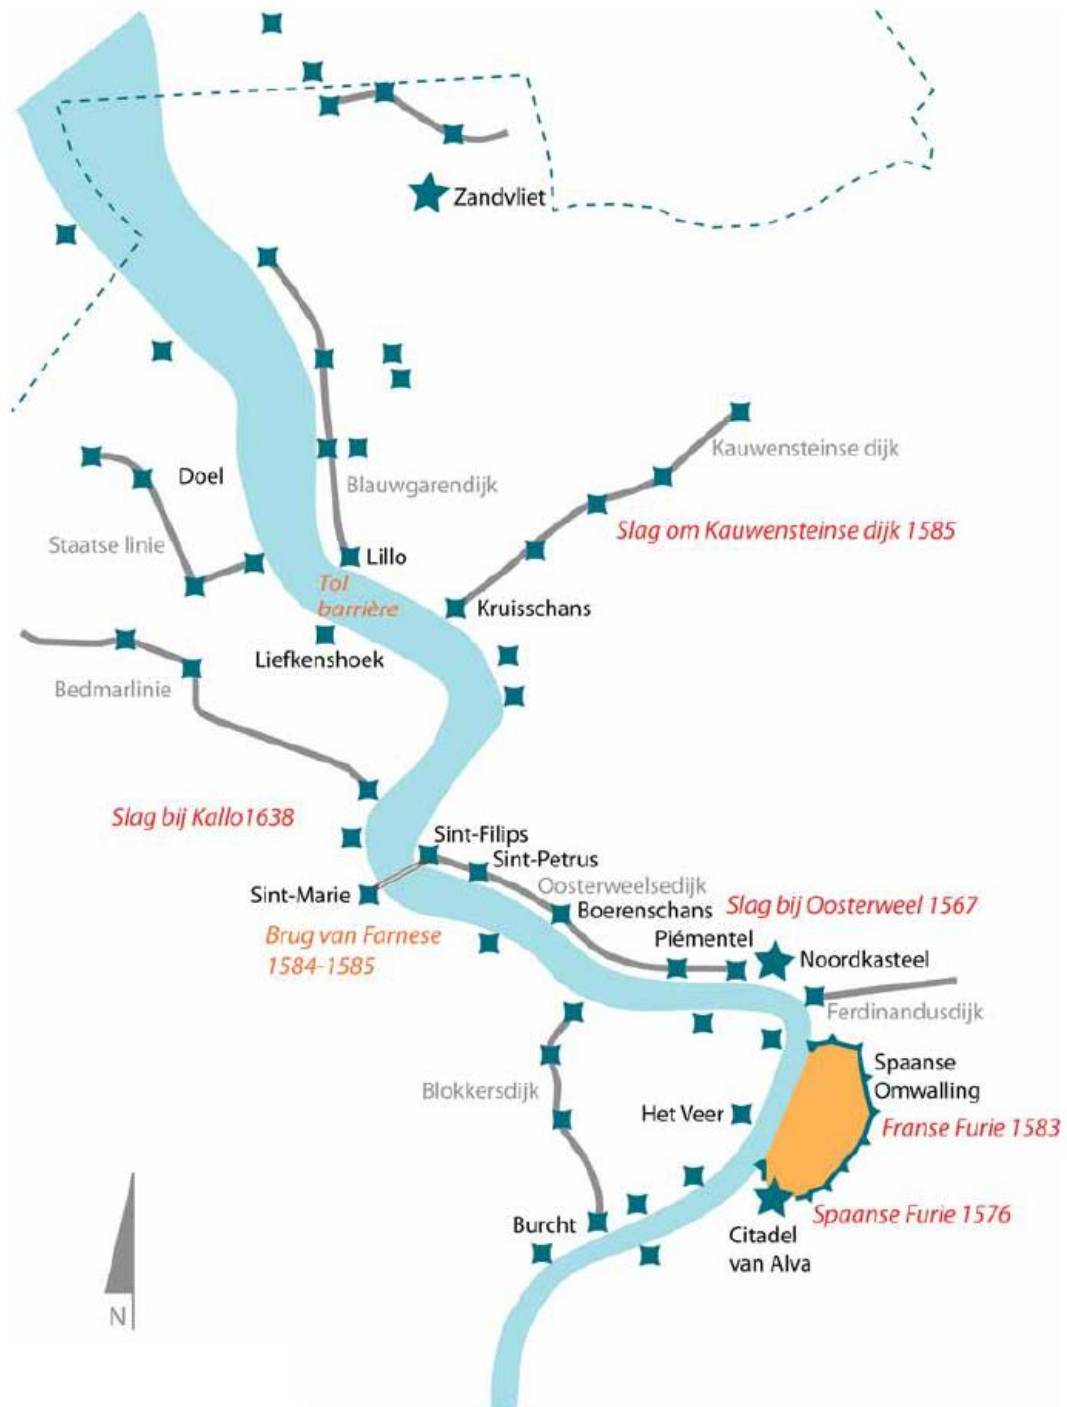 Zandvliet
Kauwensteinse dijk
Doel
Blauwgarendijk
Slag om Kauwensteinse dijk 1585
Staatse linie
Lillo
Tol
barrière
Kruisschans
Liefkenshoek
Bedmarlinie
Slag bij Kallo1638
Sint-Filips
Sint-Petrus
Oosterweelsedijk
Sint-Marie
Boerenschans
Slag bij Oosterweel 1567
Brug van Farnese
1584-1585
Piémentel
Noordkasteel
Ferdinandusdijk
Spaanse
Omwalling
Blokkersdijk
Het Veer
Franse Furie 1583
Spaanse Furie 1576
Burcht
Citadel
van Alva
N